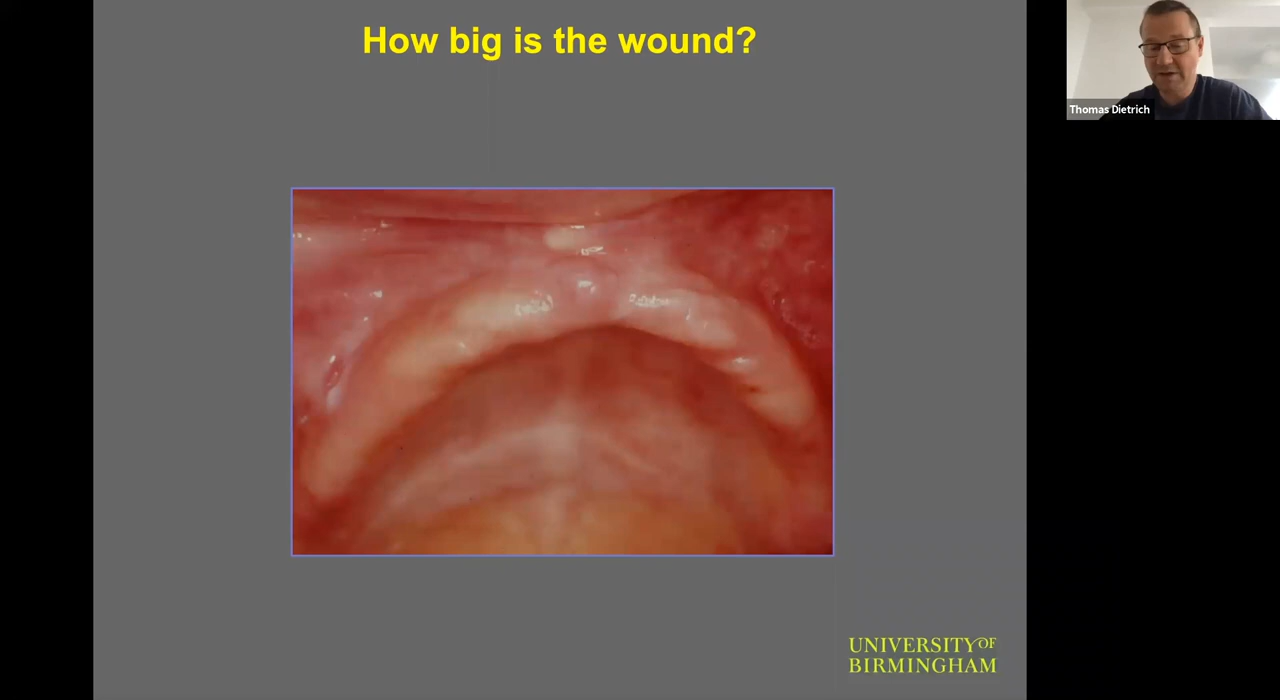 How big is the wound?
Thomas Dietrich
UNIVERSITY OF
BIRMINGHAM